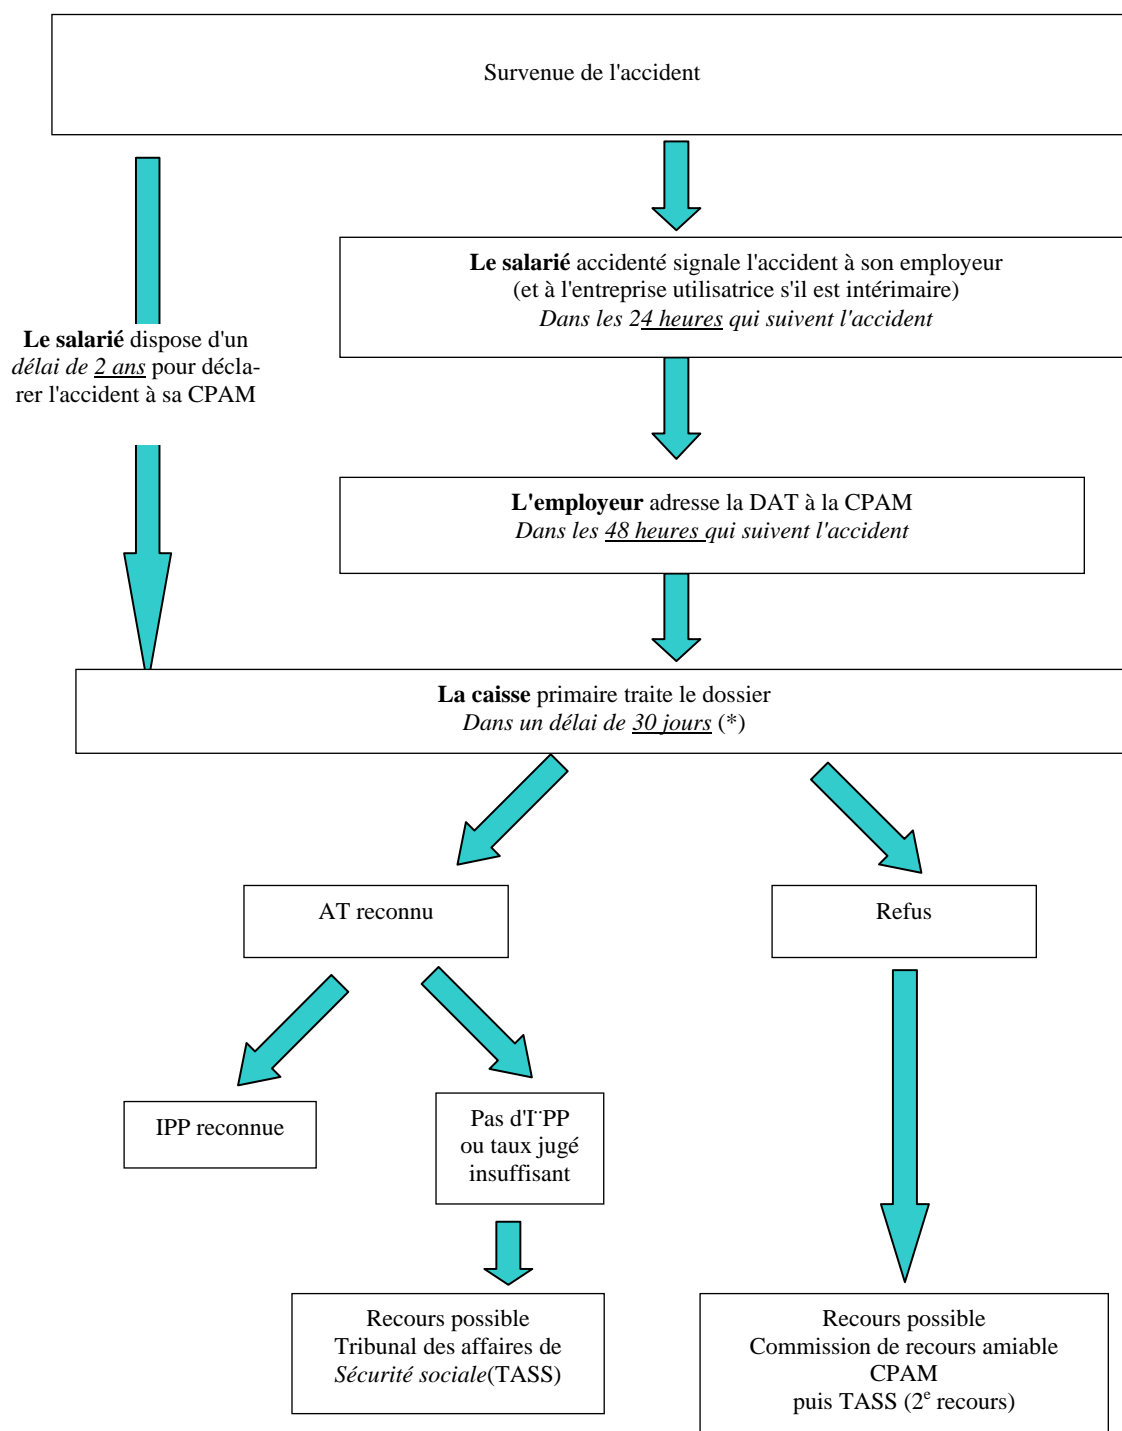 Survenue de l'accident
Le salarié accidenté signale l'accident à son employeur
(et à l'entreprise utilisatrice s'il est intérimaire)
Dans les 24 heures qui suivent l'accident
Le salarié dispose d'un
délai de 2 ans pour décla-
rer l'accident à sa CPAM
L'employeur adresse la DAT à la CPAM
Dans les 48 heures qui suivent l'accident
La caisse primaire traite le dossier
Dans un délai de 30 jours (*)
AT reconnu
Refus
IPP reconnue
Pas d'I¨PP
ou taux jugé
insuffisant
Recours possible
Tribunal des affaires de
Sécurité sociale(TASS)
Recours possible
Commission de recours amiable
CPAM
puis TASS (2e recours)